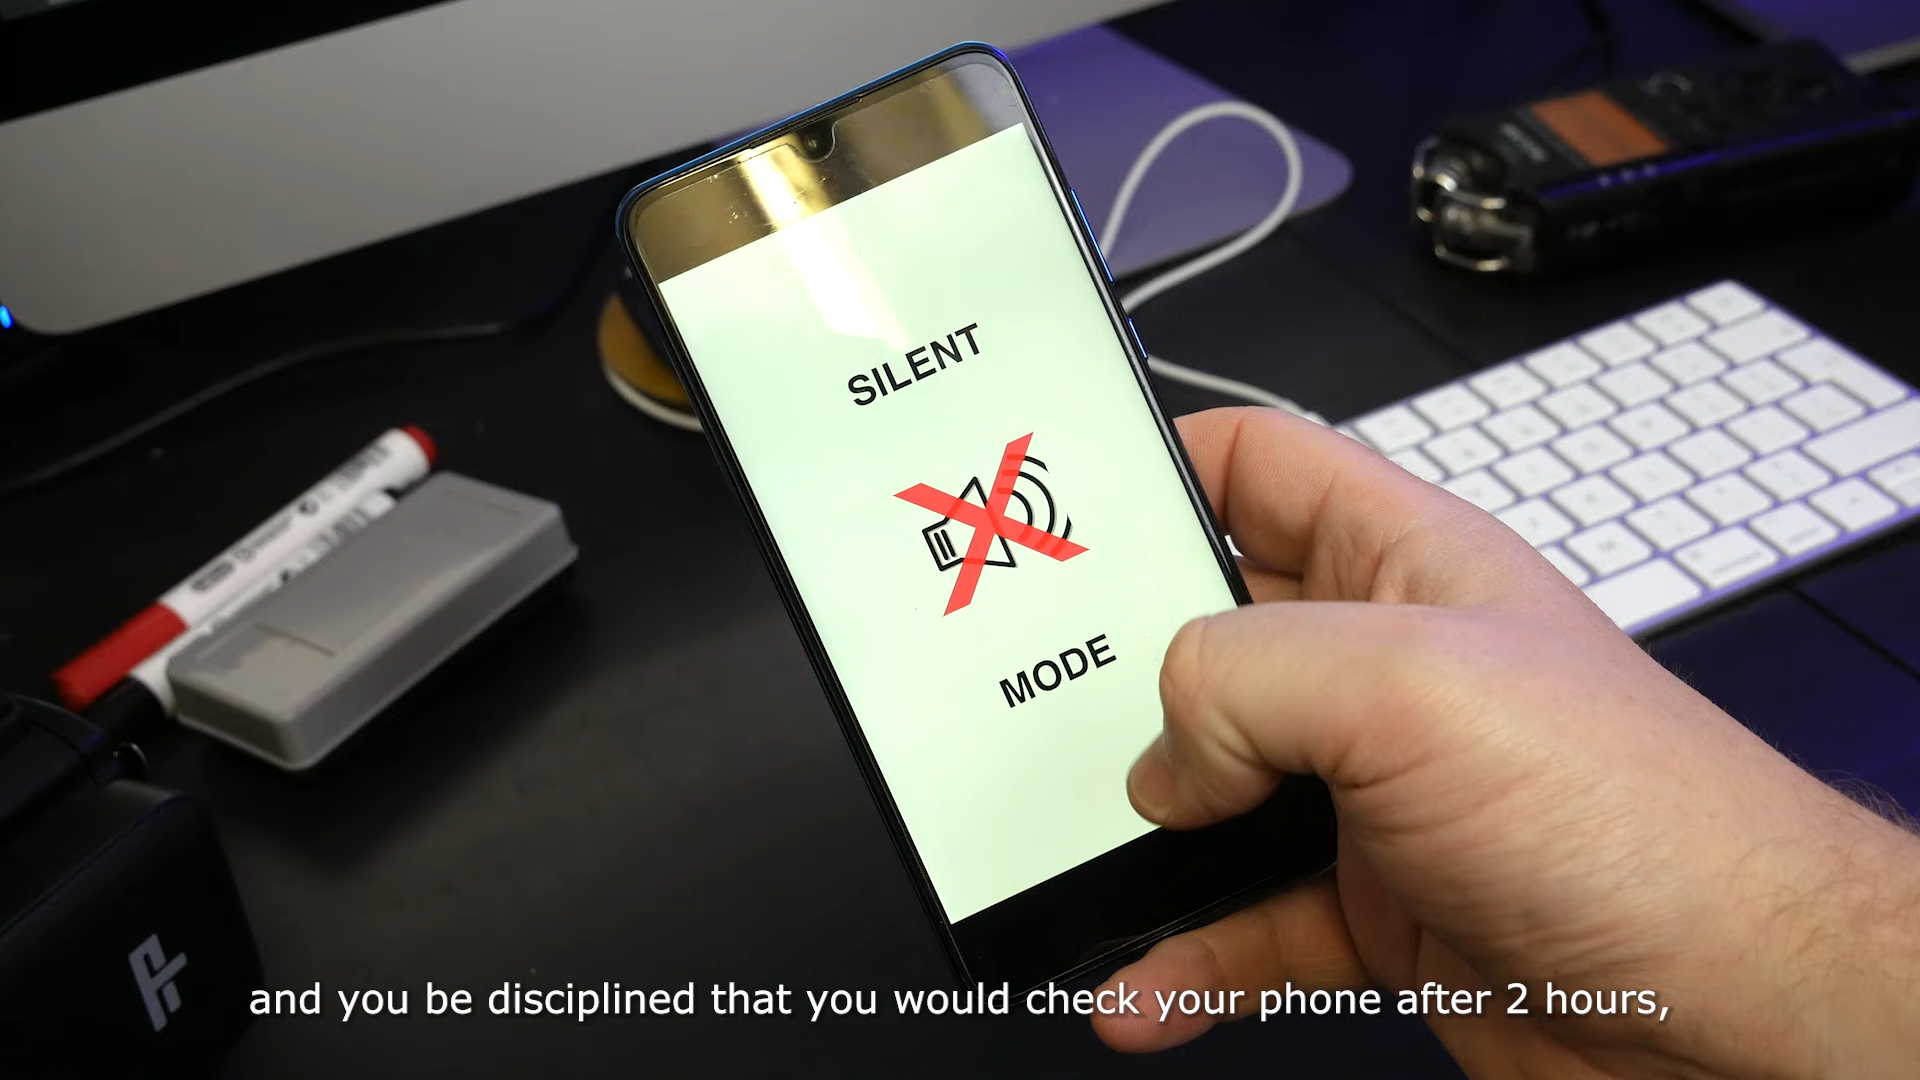 SILENT
MODE
and you be disciplined that you would check your phone after 2 hours,